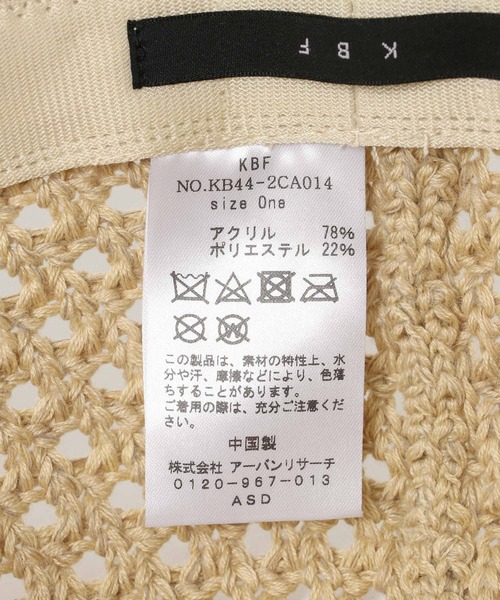 KBF
KBF
NO.KB44-2CA014
size One
アクリル 78%
ポリエステル 22%
この製品は、素材の特性上、水
分や汗、摩擦などにより、色落
ちすることがあります。
ご着用の際は、充分ご注意くださ
い。
中国製
株式会社 アーバンリサーチ
0120-967-013
ASD